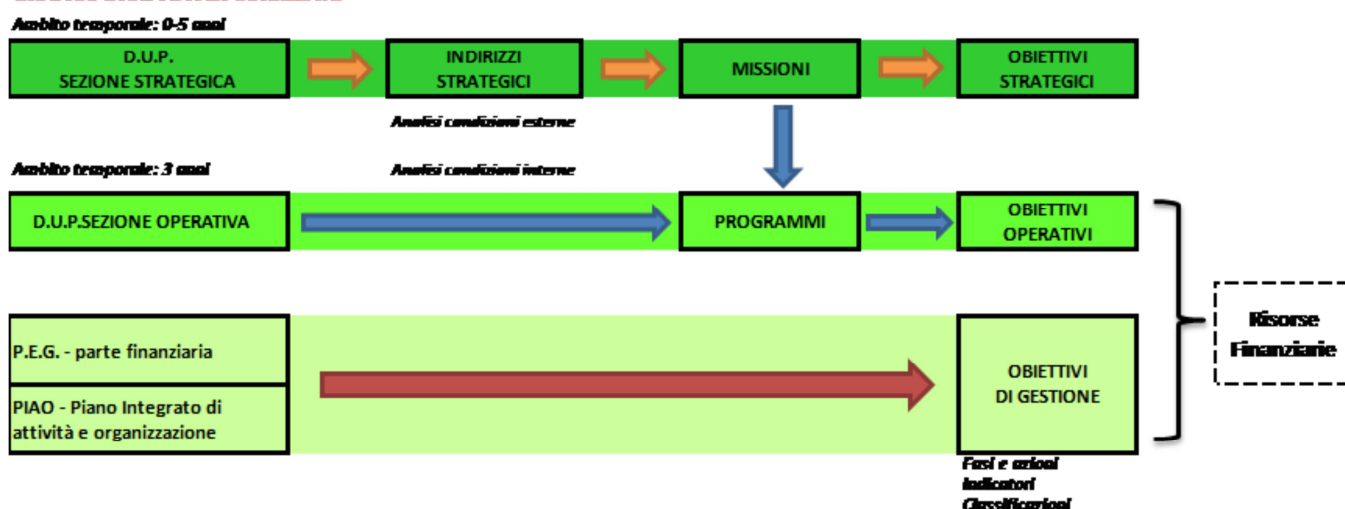 Ambito temporale: 0-5 anni
D.U.P.
SEZIONE STRATEGICA
INDIRIZZI
STRATEGICI
MISSIONI
OBIETTIVI
STRATEGICI
Analisi condizioni esterne
Ambito temporale: 3 anni
Analisi condizioni interne
D.U.P.SEZIONE OPERATIVA
PROGRAMMI
OBIETTIVI
OPERATIVI
P.E.G. - parte finanziaria
PIAO - Piano Integrato di
attività e organizzazione
OBIETTIVI
DI GESTIONE
Risorse
Finanziarie
Fasi e azioni
Indicatori
Classificazioni